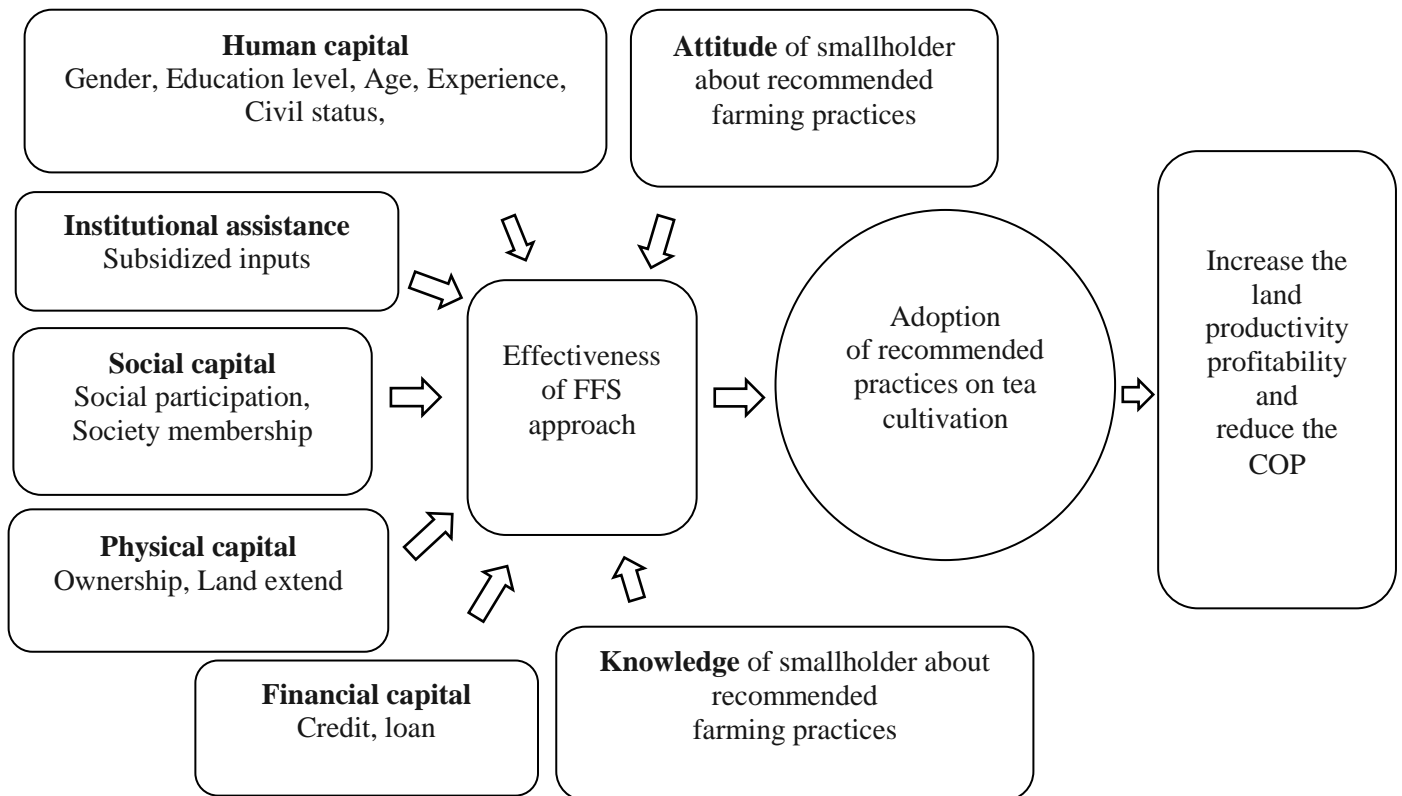 Human capital
Gender, Education level, Age, Experience,
Civil status,
Attitude of smallholder
about recommended
farming practices
Institutional assistance
Subsidized inputs
Social capital
Social participation,
Society membership
Physical capital
Ownership, Land extend
Financial capital
Credit, loan
Knowledge of smallholder about
recommended
farming practices
Effectiveness
of FFS
approach
Adoption
of recommended
practices on tea
cultivation
Increase the
land
productivity
profitability
and
reduce the
COP